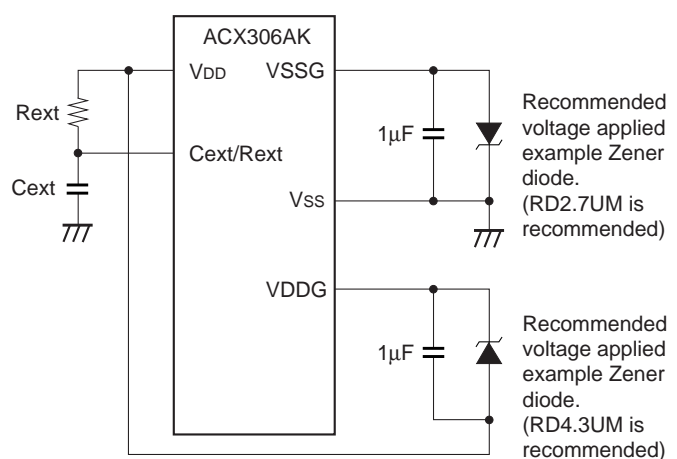 ACX306AK
VDD
VSSG
Rext
Cext/Rext
1μF
Recommended
voltage applied
example Zener
diode.
(RD2.7UM is
recommended)
Cext
VSS
VDDG
1μF
Recommended
voltage applied
example Zener
diode.
(RD4.3UM is
recommended)